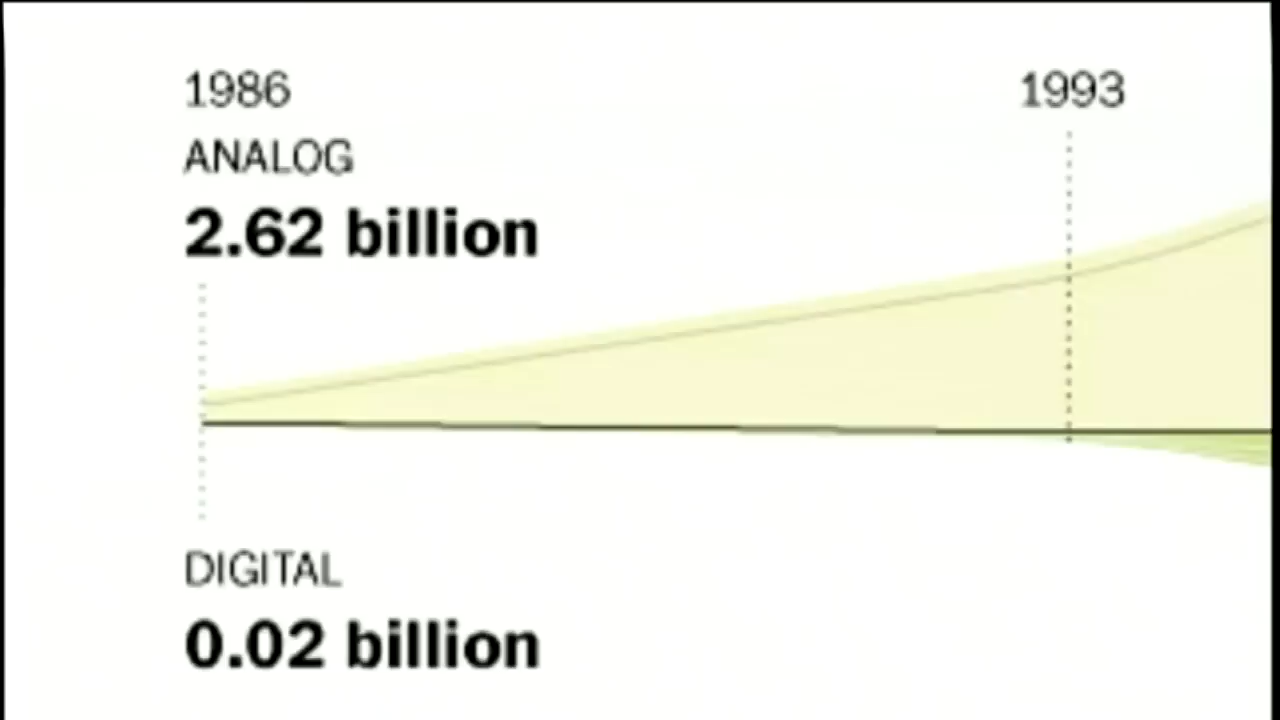 1986
1993
ANALOG
2.62 billion
DIGITAL
0.02 billion